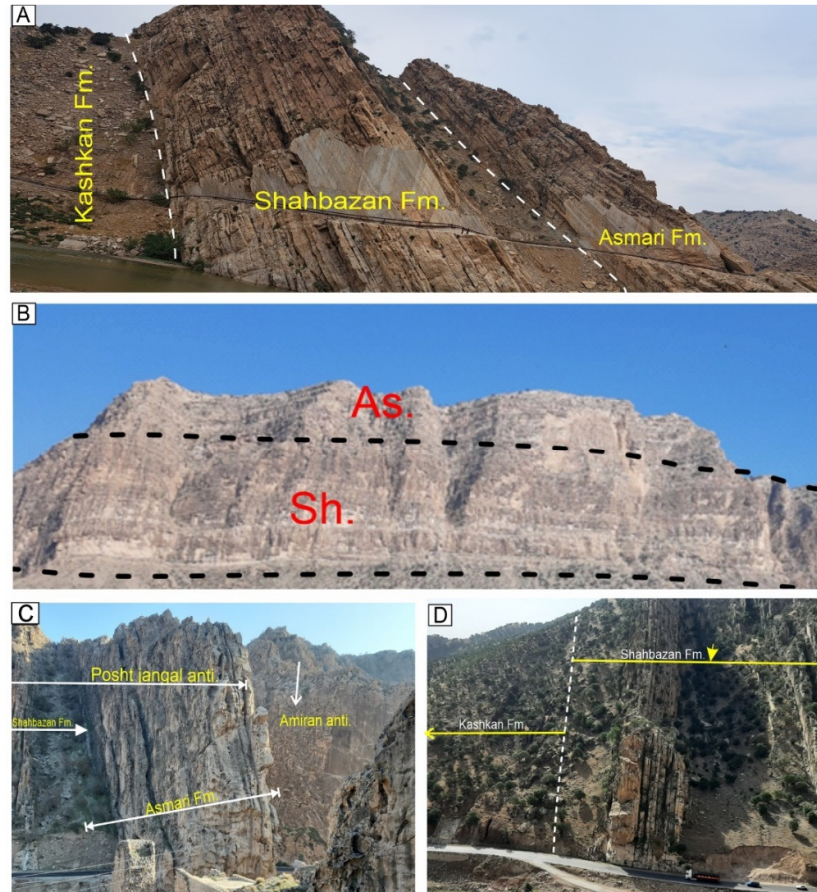 A
Kashkan Fm.
Shahbazan Fm.
Asmari Fm.
B
As.
Sh.
C
Posht jangal anti.
Shahbazan Fm.
Amiran anti.
Asmari Fm.
D
Shahbazan Fm.
Kashkan Fm.